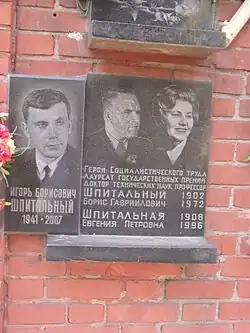 ИГОРЬ БОРИСОВИЧ
ШПИТАЛЬНЫЙ
1941-2007
ГЕРОЙ СОЦИАЛИСТИЧЕСКОГО ТРУДА
ЛАУРЕАТ ГОСУДАРСТВЕННЫХ ПРЕМИЙ
ДОКТОР ТЕХНИЧЕСКИХ НАУК, ПРОФЕССОР
ШПИТАЛЬНЫЙ 1902
БОРИС ГАВРИИЛОВИЧ 1972
ШПИТАЛЬНАЯ 1908
ЕВГЕНИЯ ПЕТРОВНА 1996